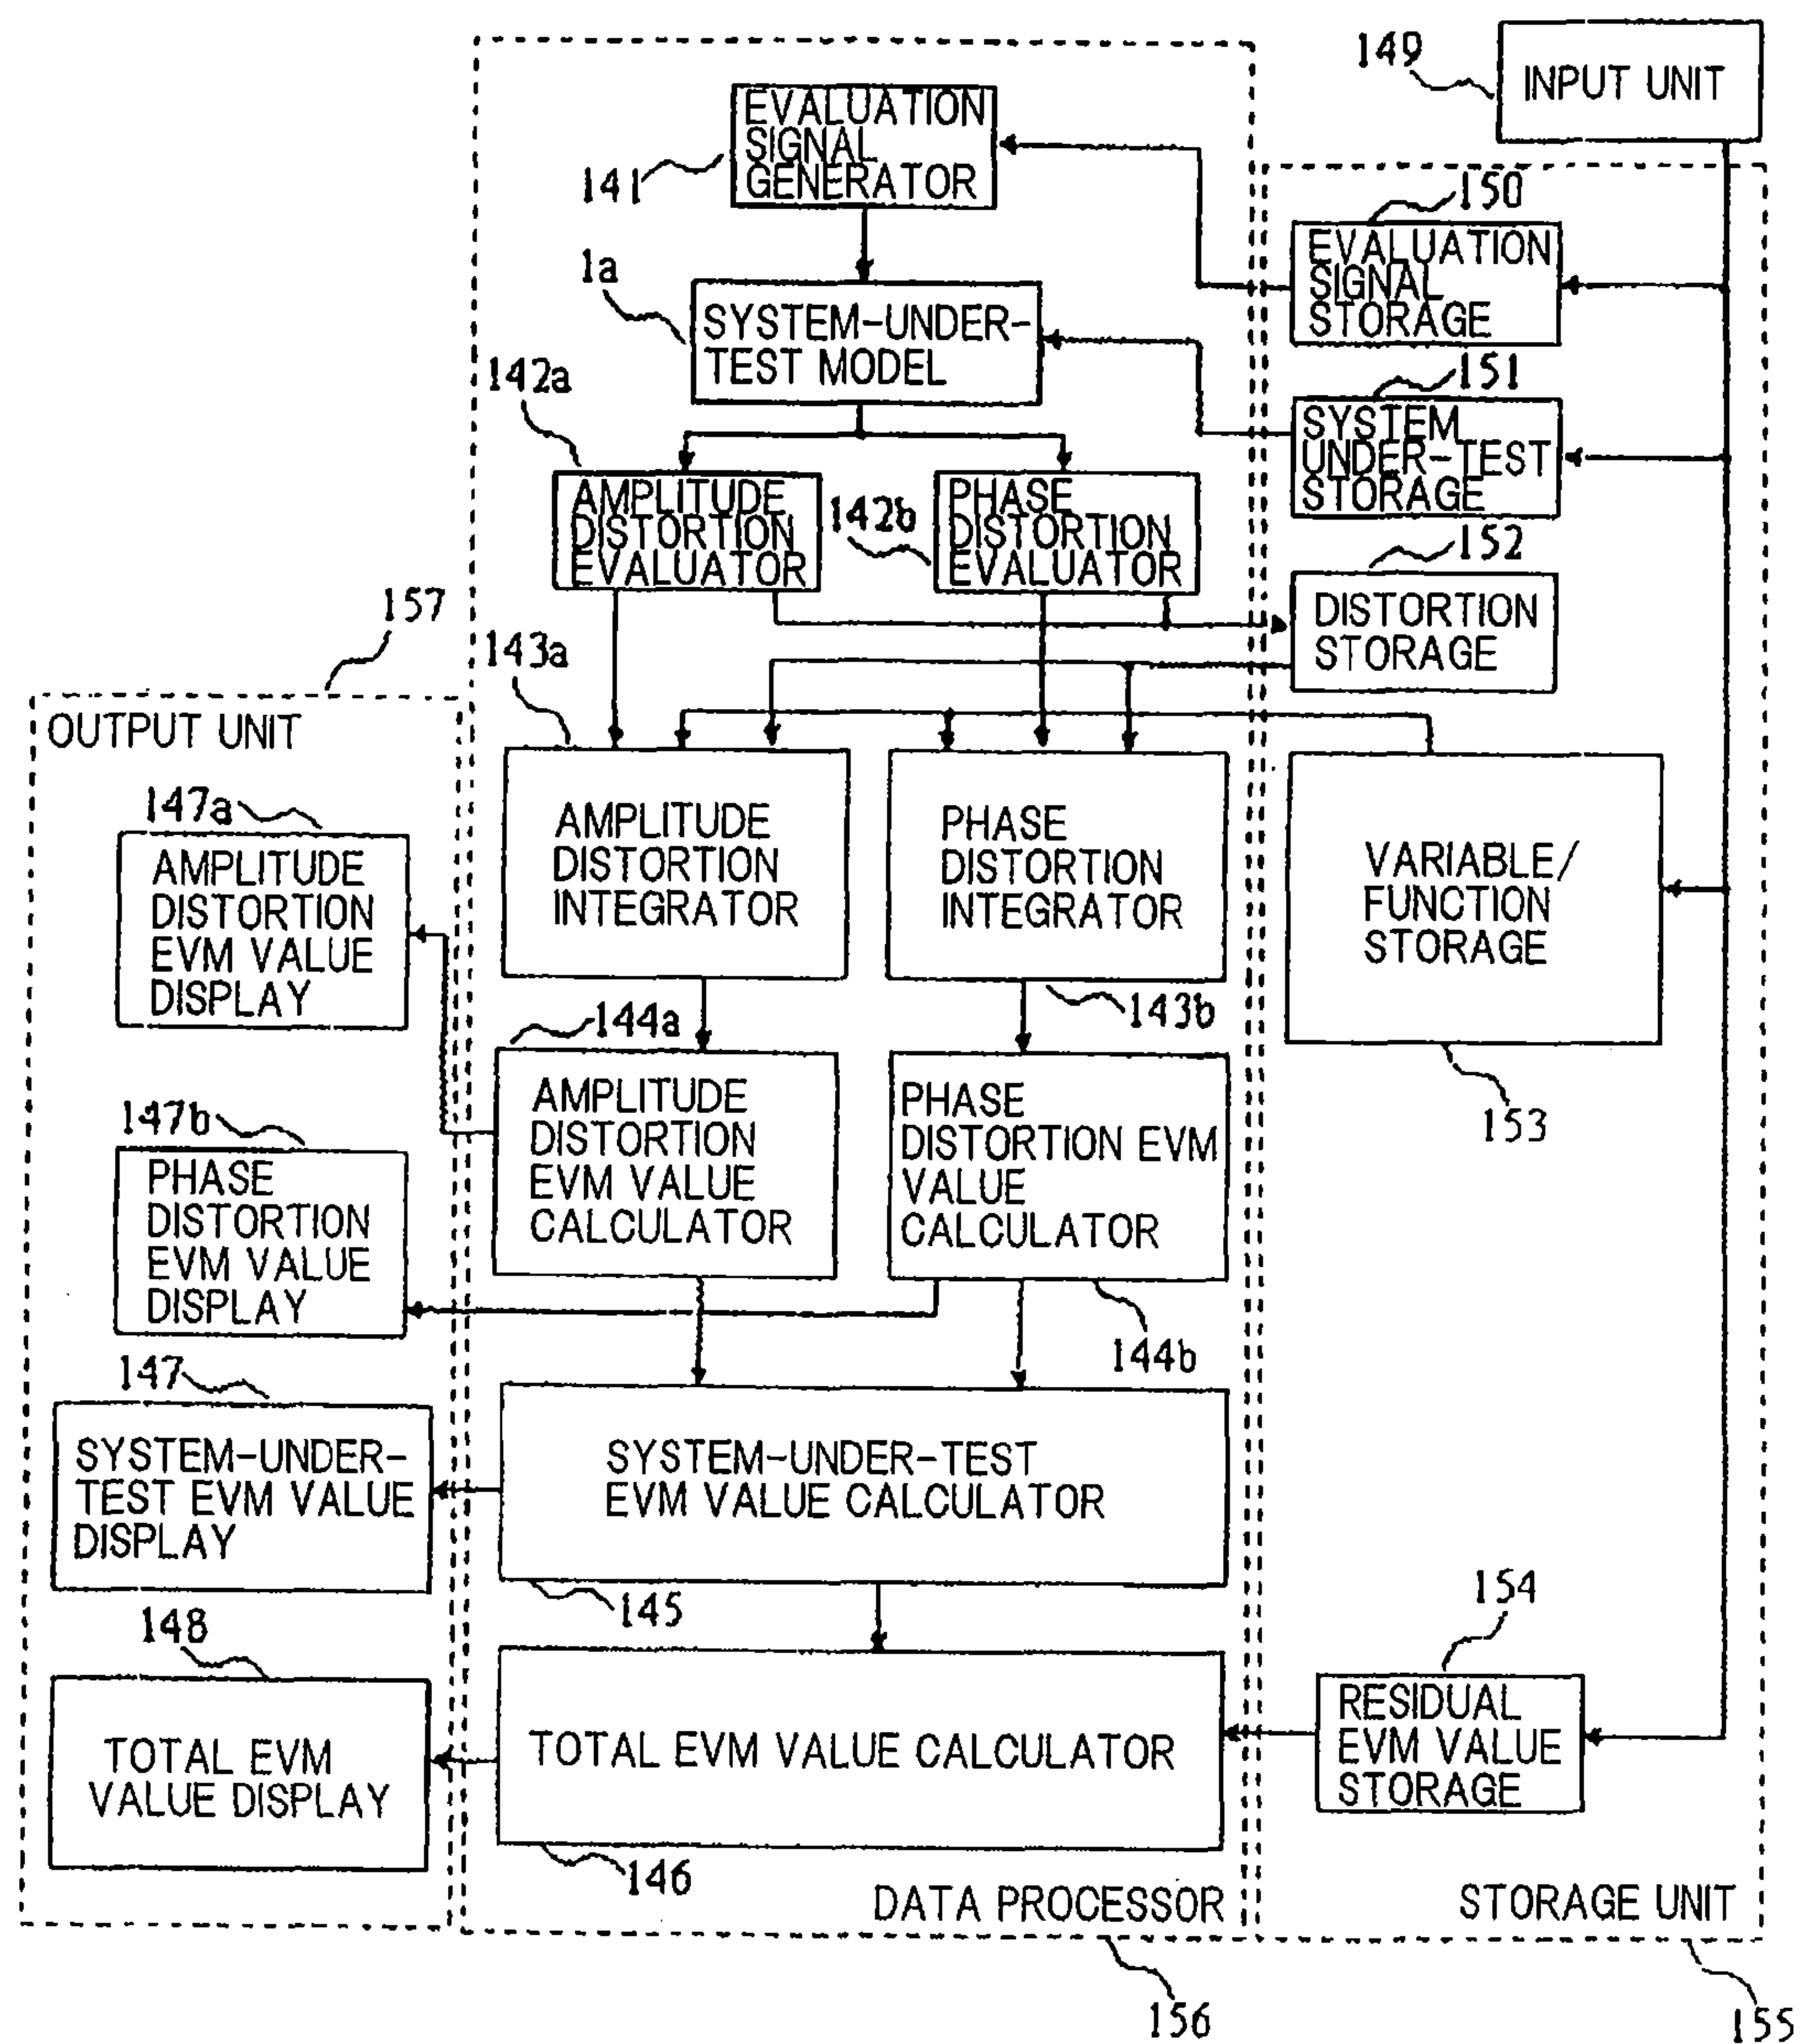 149
INPUT UNIT
EVALUATION
SIGNAL
GENERATOR
141
150
EVALUATION
SIGNAL
STORAGE
1a
SYSTEM-UNDER-
TEST MODEL
151
SYSTEM
UNDER-TEST
STORAGE
142a
AMPLITUDE
DISTORTION
EVALUATOR
142b
PHASE
DISTORTION
EVALUATOR
152
DISTORTION
STORAGE
157
143a
OUTPUT UNIT
147a
AMPLITUDE
DISTORTION
EVM VALUE
DISPLAY
AMPLITUDE
DISTORTION
INTEGRATOR
PHASE
DISTORTION
INTEGRATOR
143b
VARIABLE/
FUNCTION
STORAGE
153
144a
AMPLITUDE
DISTORTION
EVM VALUE
CALCULATOR
PHASE
DISTORTION EVM
VALUE
CALCULATOR
144b
147b
PHASE
DISTORTION
EVM VALUE
DISPLAY
147
SYSTEM-UNDER-
TEST EVM VALUE
DISPLAY
SYSTEM-UNDER-TEST
EVM VALUE CALCULATOR
145
148
TOTAL EVM
VALUE DISPLAY
TOTAL EVM VALUE CALCULATOR
146
154
RESIDUAL
EVM VALUE
STORAGE
DATA PROCESSOR
STORAGE UNIT
156
155